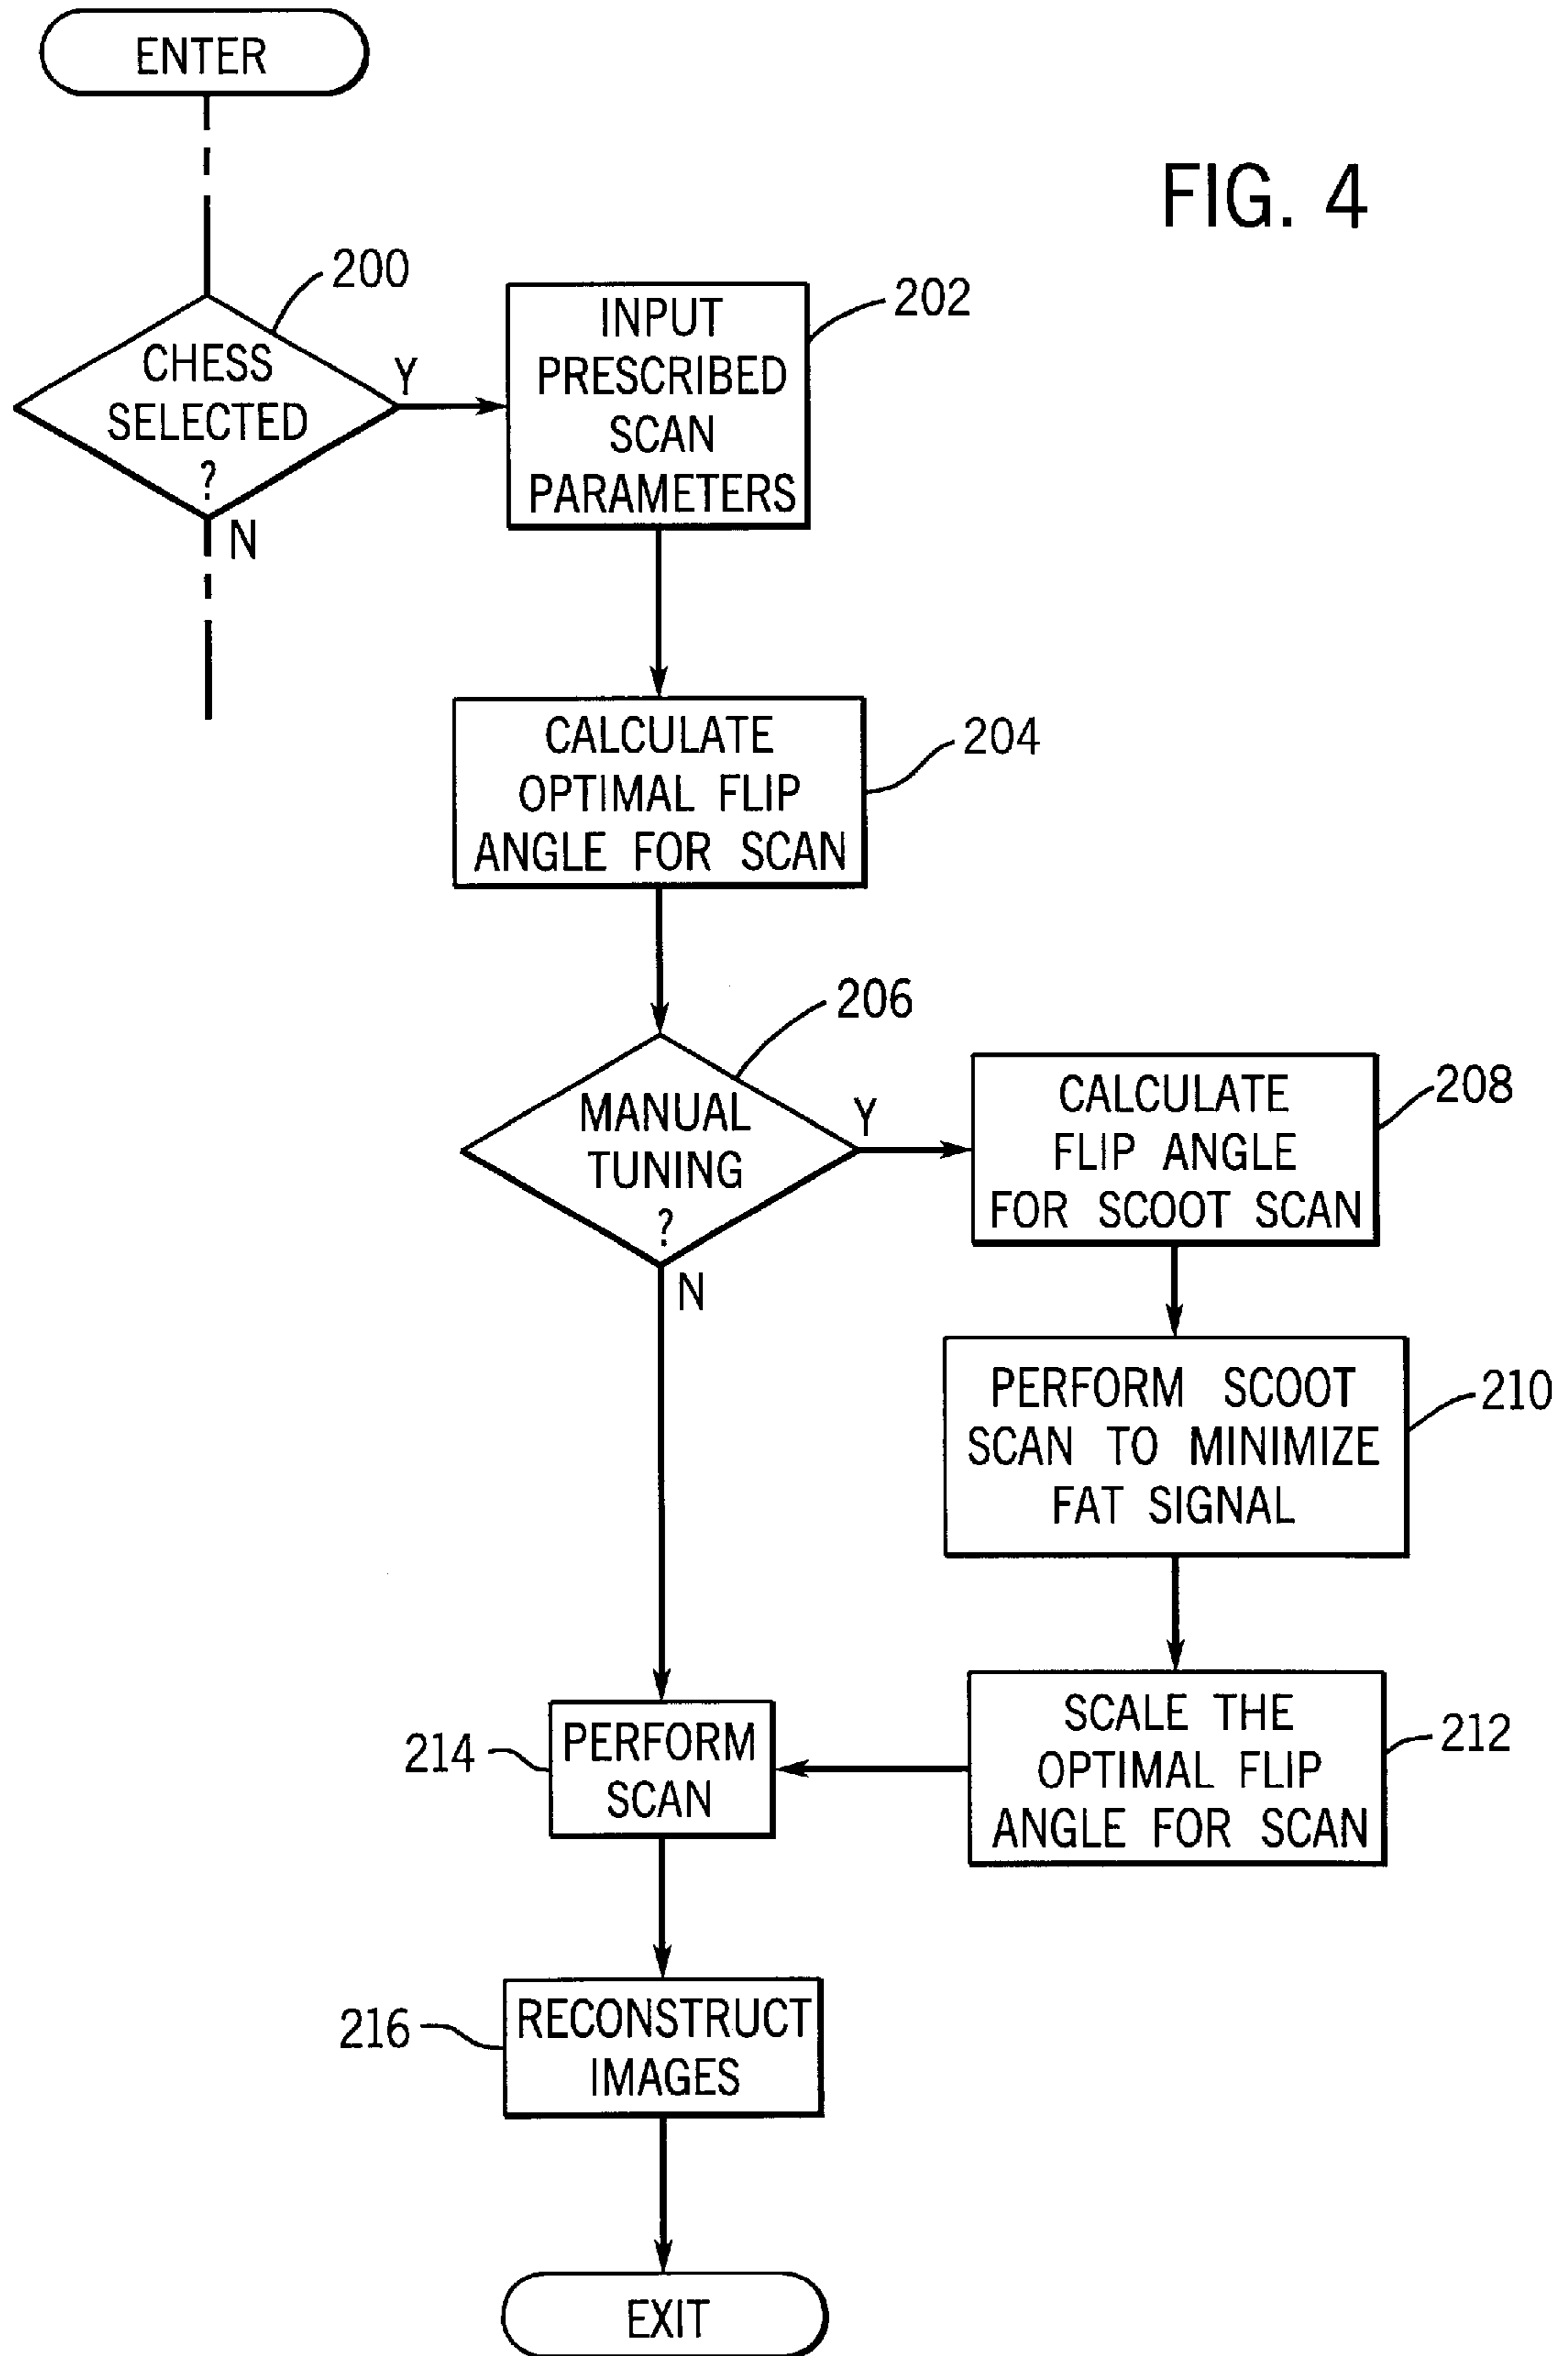 ENTER
FIG. 4
200
CHESS
SELECTED
?
Y
N
202
INPUT
PRESCRIBED
SCAN
PARAMETERS
204
CALCULATE
OPTIMAL FLIP
ANGLE FOR SCAN
206
MANUAL
TUNING
?
Y
N
208
CALCULATE
FLIP ANGLE
FOR SCOOT SCAN
210
PERFORM SCOOT
SCAN TO MINIMIZE
FAT SIGNAL
212
SCALE THE
OPTIMAL FLIP
ANGLE FOR SCAN
214
PERFORM
SCAN
216
RECONSTRUCT
IMAGES
EXIT